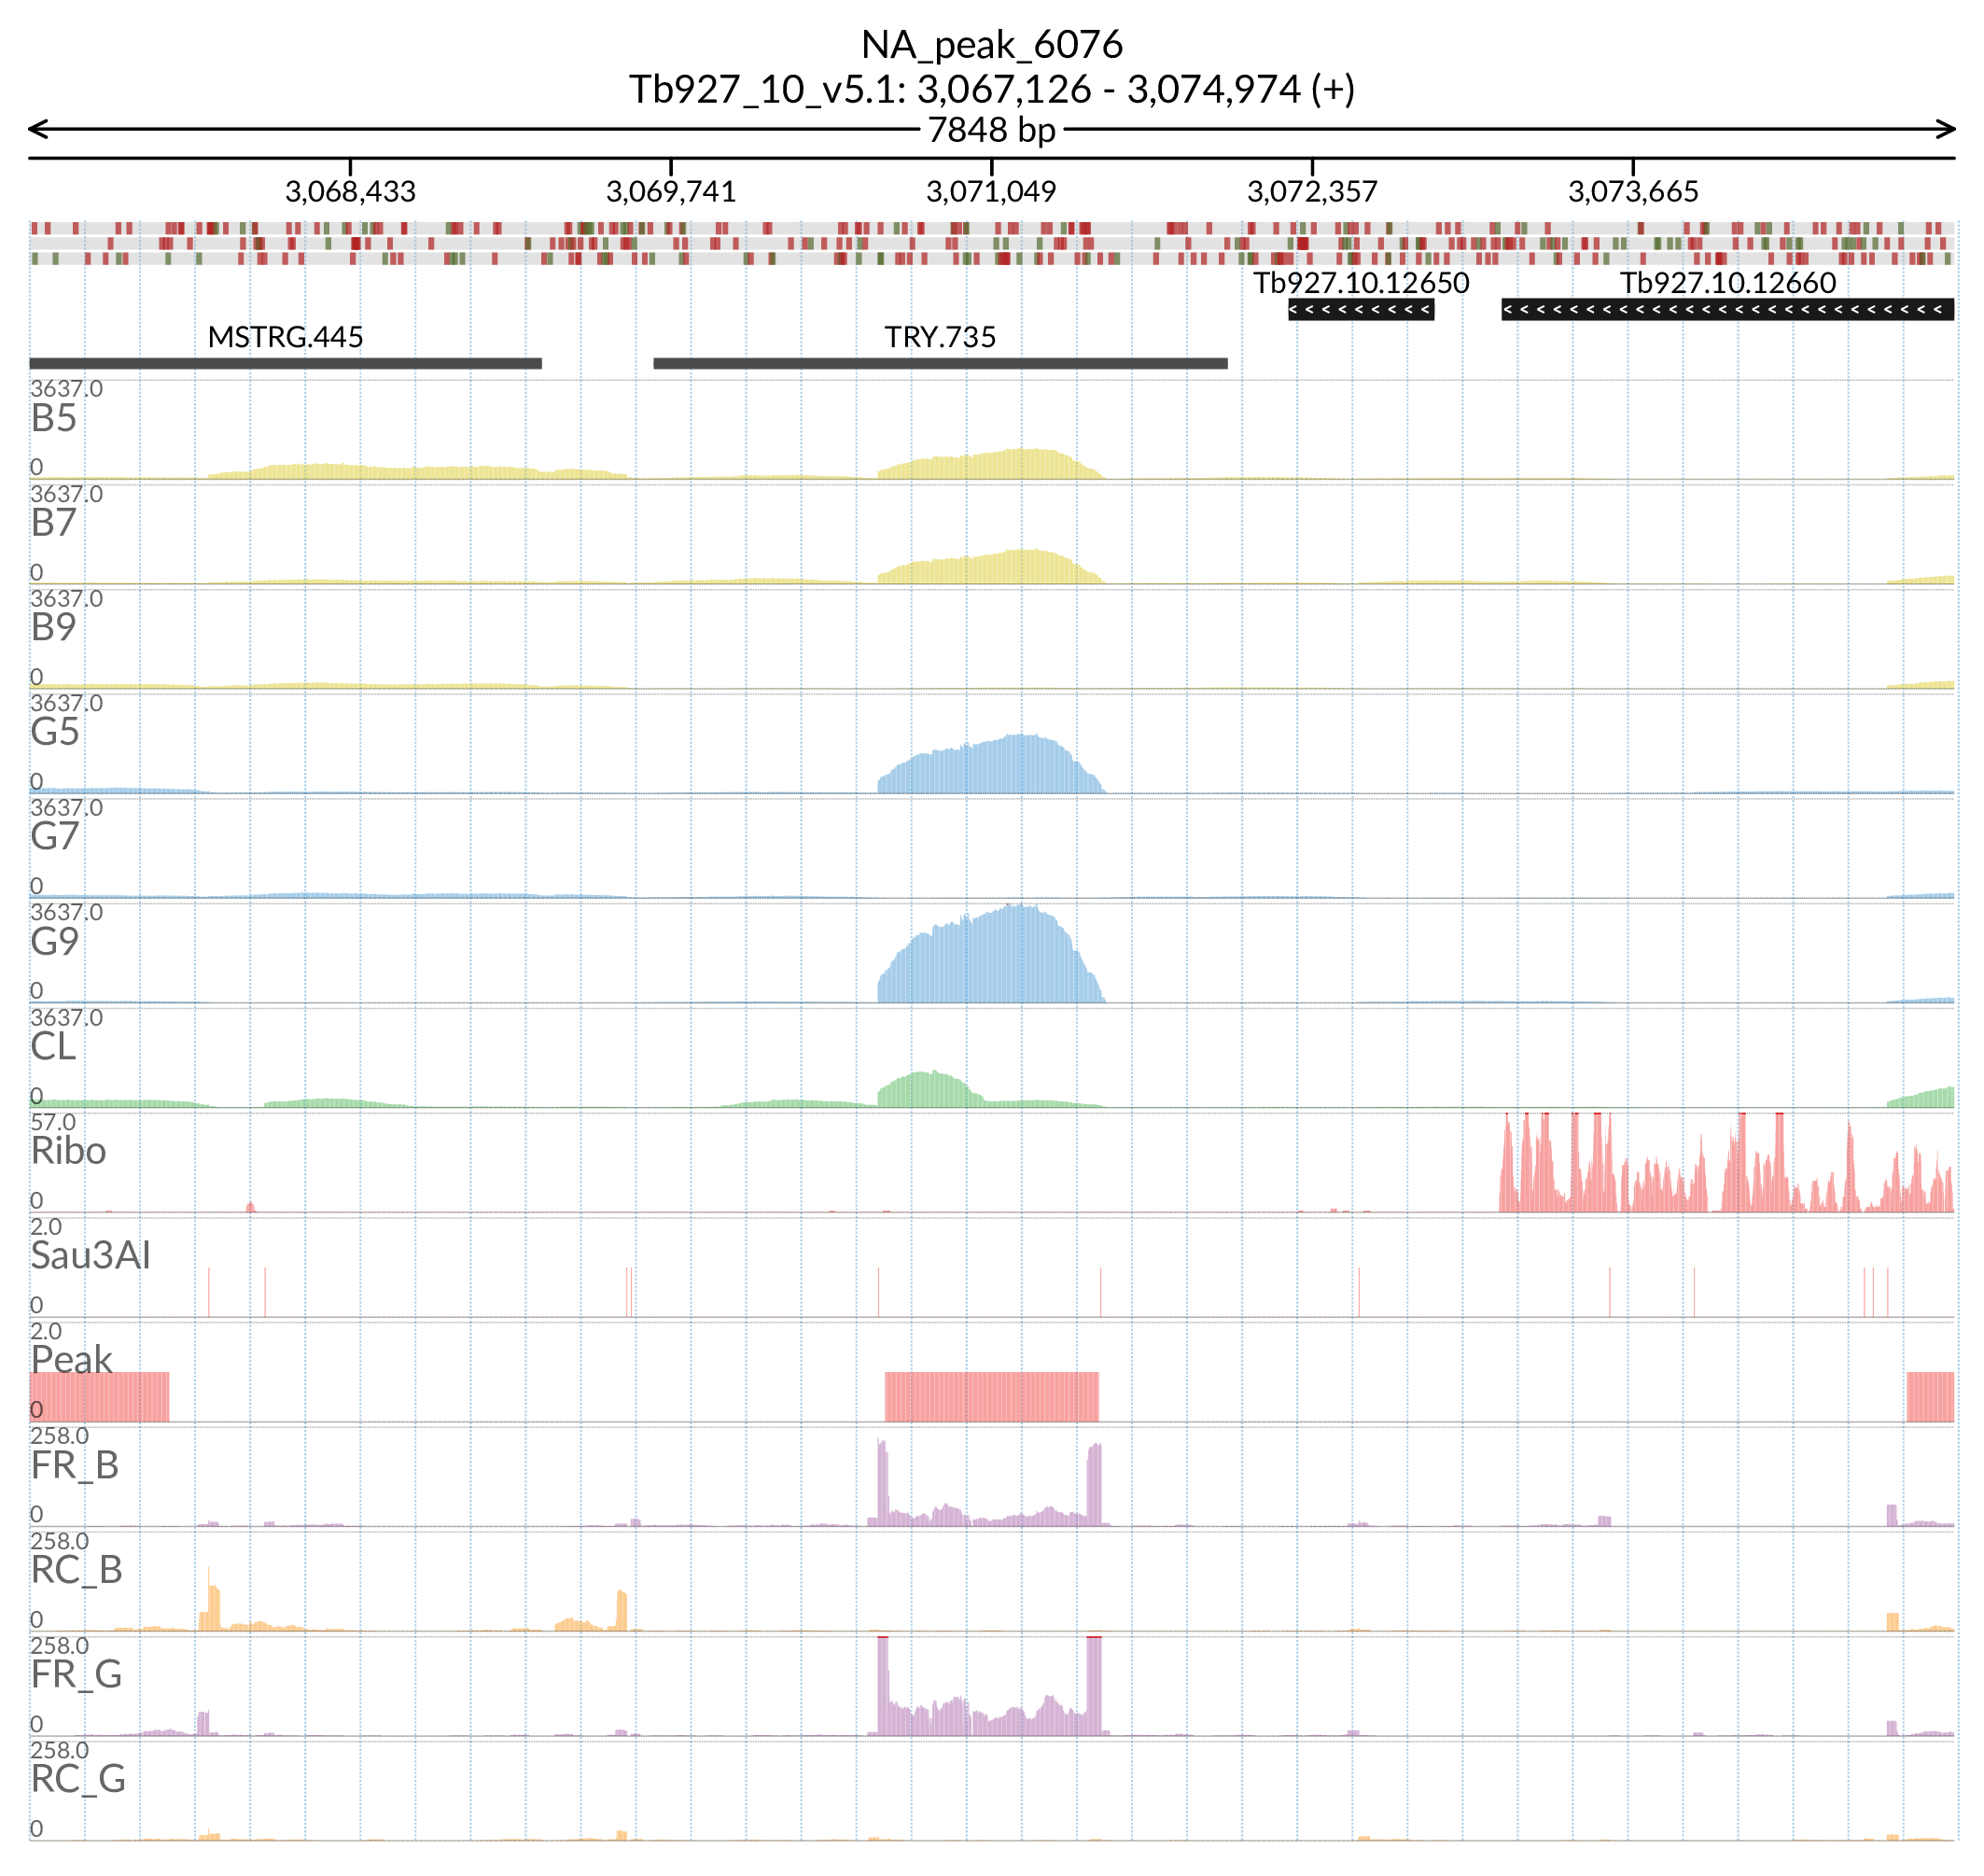 NA_peak_6076
Tb927_10_v5.1: 3,067,126 - 3,074,974 (+)
7848 bp
3,068,433 3,069,741 3,071,049 3,072,357 3,073,665
Tb927.10.12650 Tb927.10.12660
MSTRG.445 TRY.735
3637.0
B5
0
3637.0
B7
0
3637.0
B9
0
3637.0
G5
0
3637.0
G7
0
3637.0
G9
0
3637.0
CL
0
57.0
Ribo
0
2.0
Sau3AI
0
2.0
Peak
0
258.0
FR_B
0
258.0
RC_B
0
258.0
FR_G
0
258.0
RC_G
0